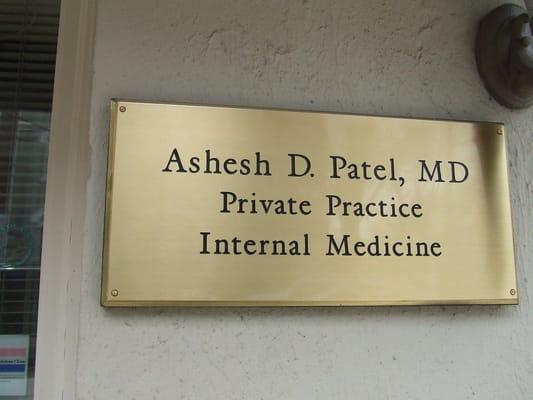 Ashesh D. Patel, MD
Private Practice
Internal Medicine